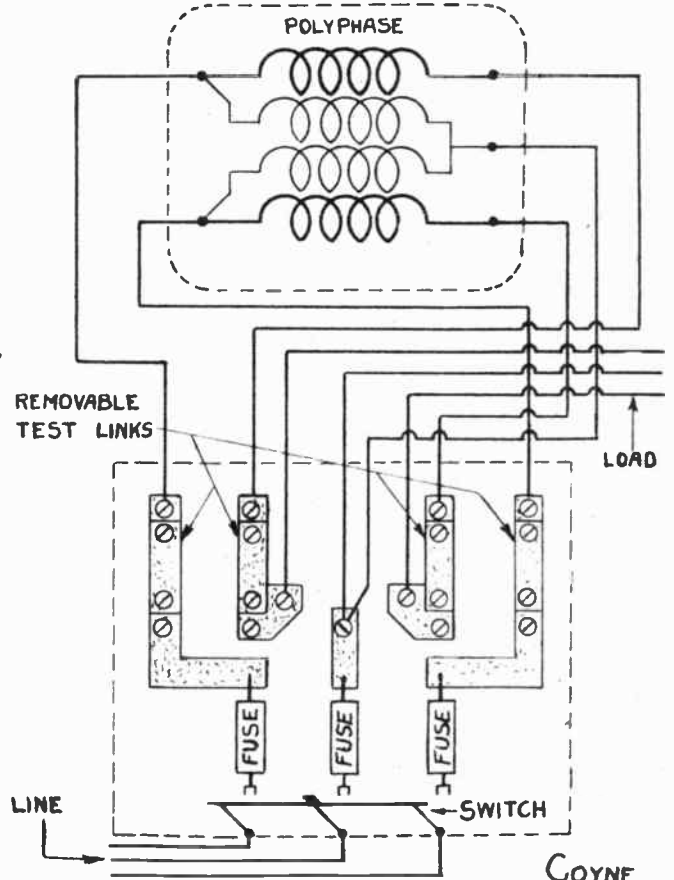 POLYPHASE
REMOVABLE
TEST LINKS
LOAD
FUSE
FUSE
FUSE
LINE
SWITCH
COYNE